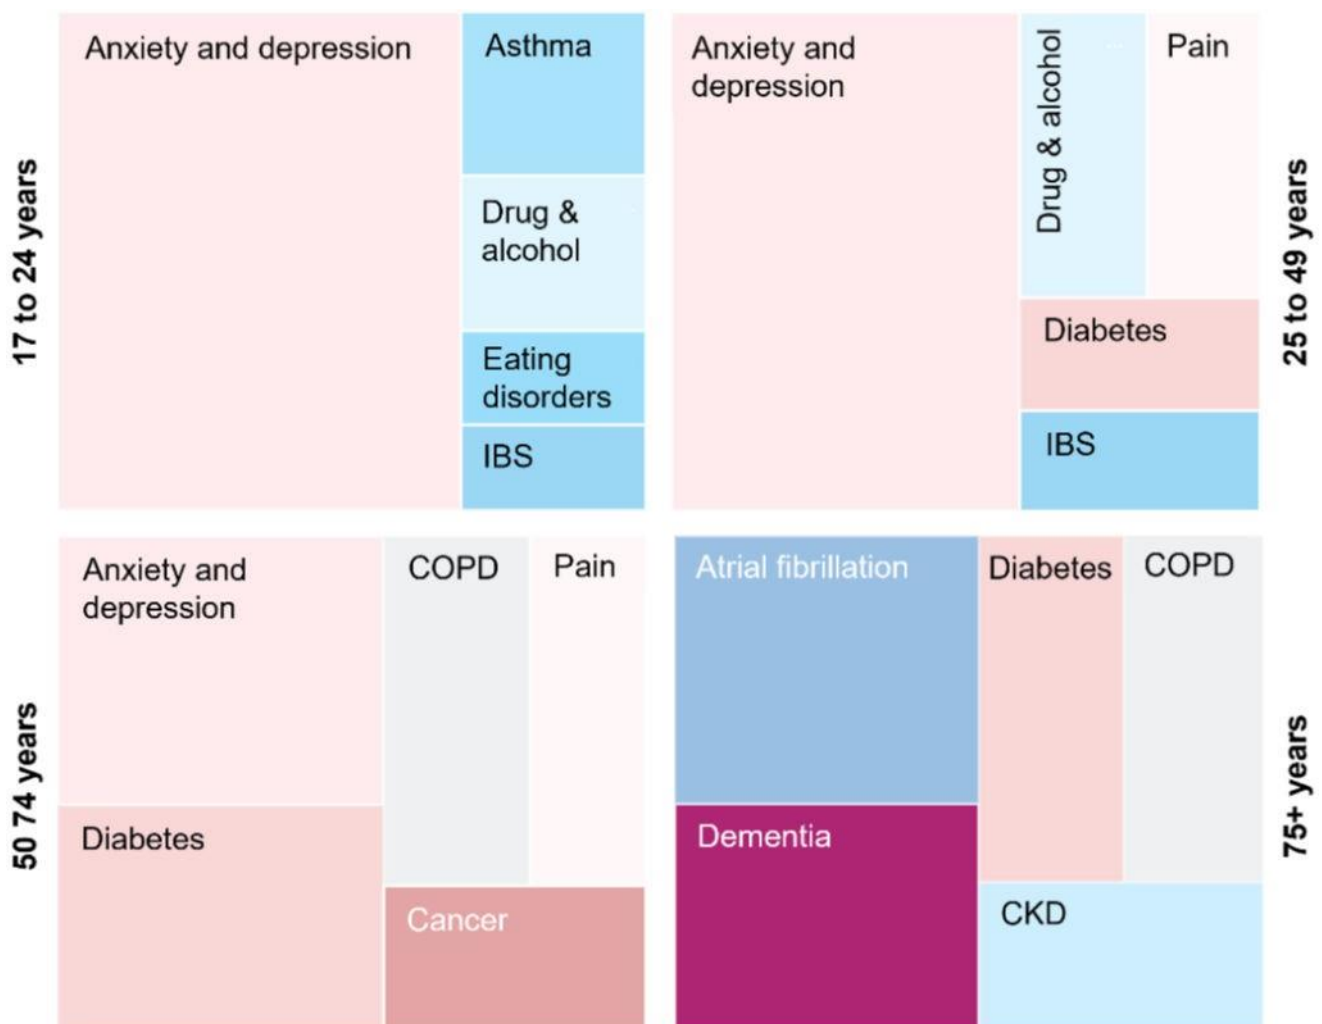 17 to 24 years
Anxiety and depression
Asthma
Drug &
alcohol
Eating
disorders
IBS
25 to 49 years
Anxiety and
depression
Drug & alcohol
Pain
Diabetes
IBS
50 74 years
Anxiety and
depression
COPD
Pain
Diabetes
Cancer
75+ years
Atrial fibrillation
Diabetes
COPD
Dementia
CKD